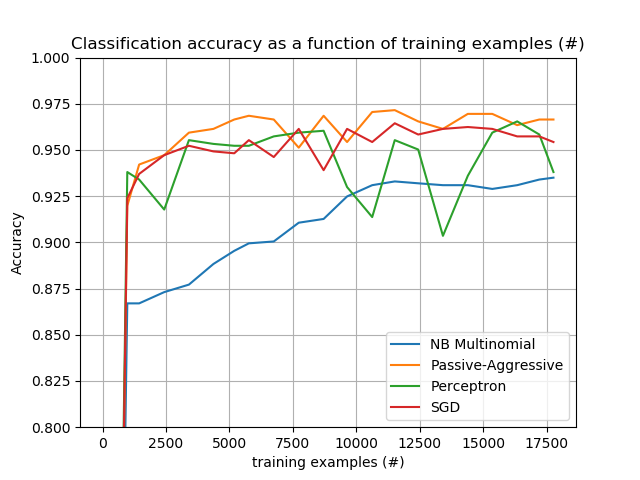 Classification accuracy as a function of training examples (#)
1.000
0.975
0.950
0.925
0.900
0.875
0.850
0.825
0.800
Accuracy
NB Multinomial
Passive-Aggressive
Perceptron
SGD
0 2500 5000 7500 10000 12500 15000 17500
training examples (#)